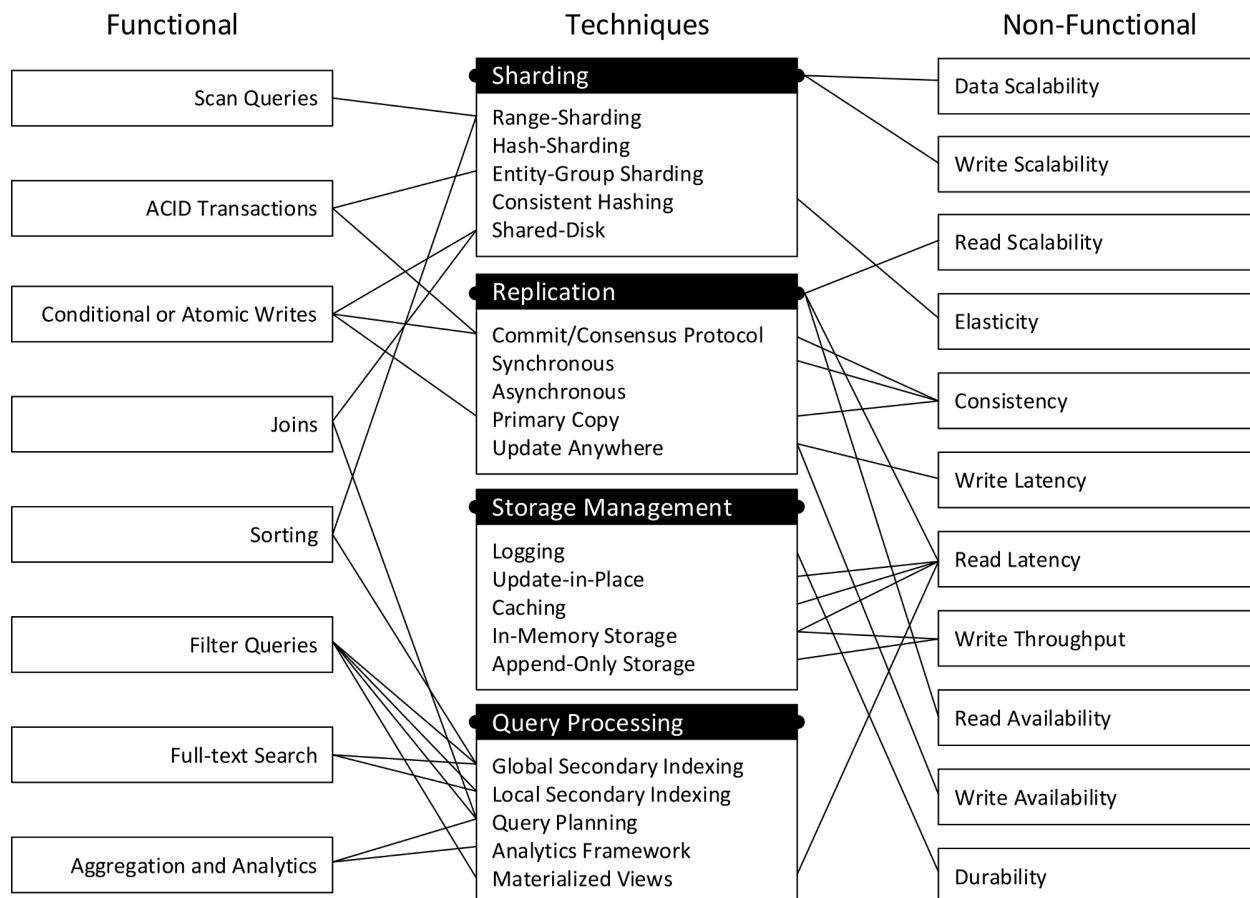 Functional
Techniques
Non-Functional
Scan Queries
ACID Transactions
Conditional or Atomic Writes
Joins
Sorting
Filter Queries
Full-text Search
Aggregation and Analytics
Sharding
Range-Sharding
Hash-Sharding
Entity-Group Sharding
Consistent Hashing
Shared-Disk
Replication
Commit/Consensus Protocol
Synchronous
Asynchronous
Primary Copy
Update Anywhere
Storage Management
Logging
Update-in-Place
Caching
In-Memory Storage
Append-Only Storage
Query Processing
Global Secondary Indexing
Local Secondary Indexing
Query Planning
Analytics Framework
Materialized Views
Data Scalability
Write Scalability
Read Scalability
Elasticity
Consistency
Write Latency
Read Latency
Write Throughput
Read Availability
Write Availability
Durability